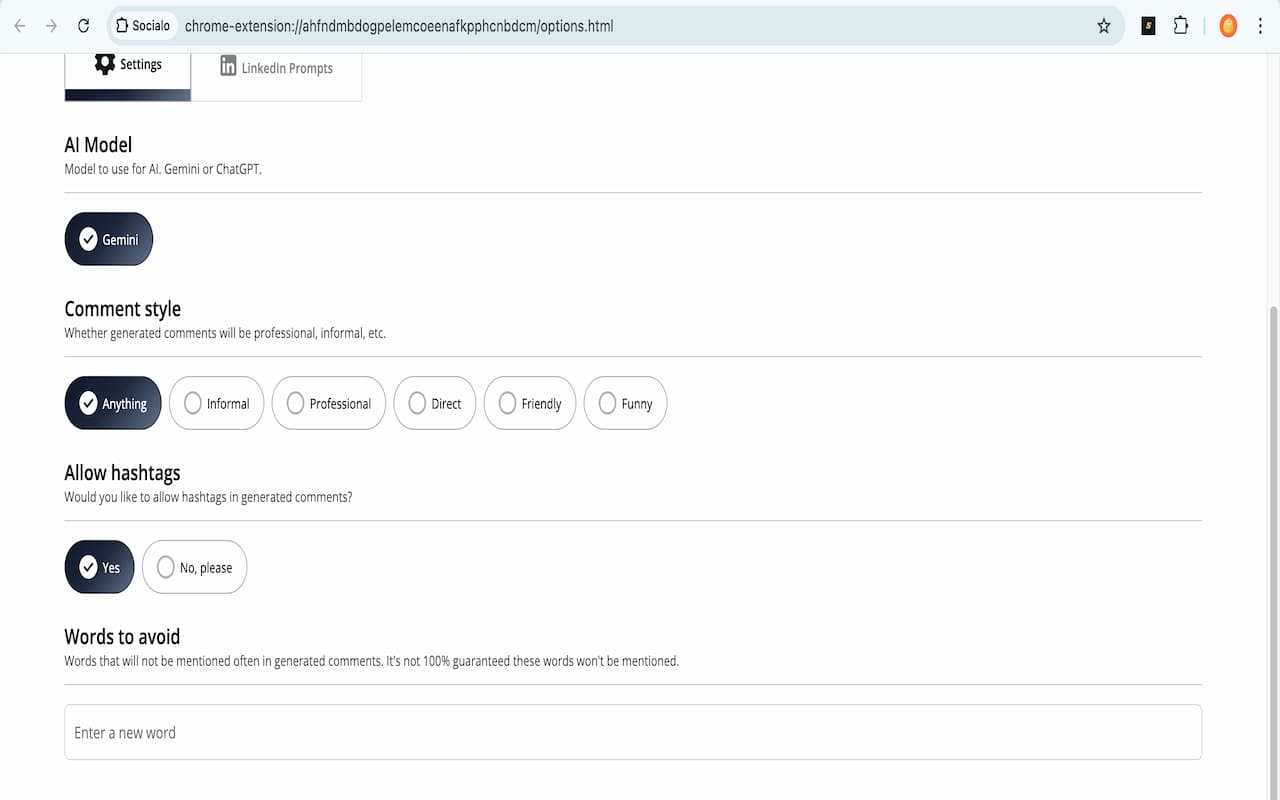 Socialo chrome-extension://ahfndmbdogpelemcoeenafkpphcnbdcm/options.html
Settings LinkedIn Prompts
AI Model
Model to use for AI. Gemini or ChatGPT.
Gemini
Comment style
Whether generated comments will be professional, informal, etc.
Anything Informal Professional Direct Friendly Funny
Allow hashtags
Would you like to allow hashtags in generated comments?
Yes No, please
Words to avoid
Words that will not be mentioned often in generated comments. It's not 100% guaranteed these words won't be mentioned.
Enter a new word